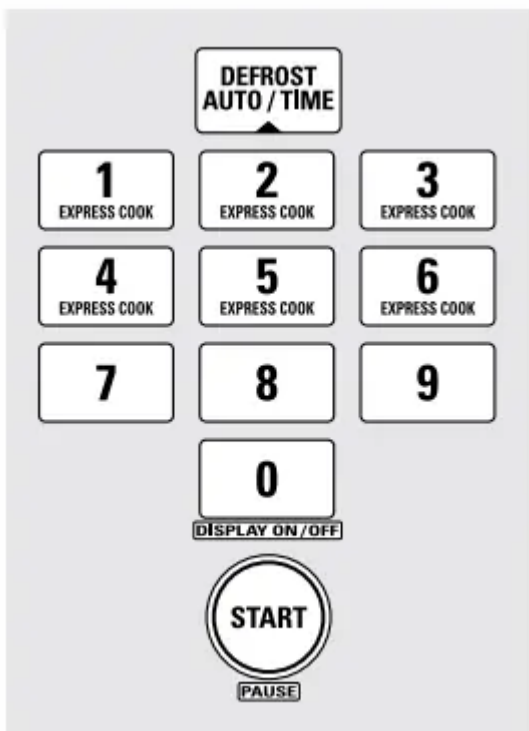 DEFROST
AUTO / TIME
1
EXPRESS COOK
2
EXPRESS COOK
3
EXPRESS COOK
4
EXPRESS COOK
5
EXPRESS COOK
6
EXPRESS COOK
7
8
9
0
DISPLAY ON / OFF
START
PAUSE